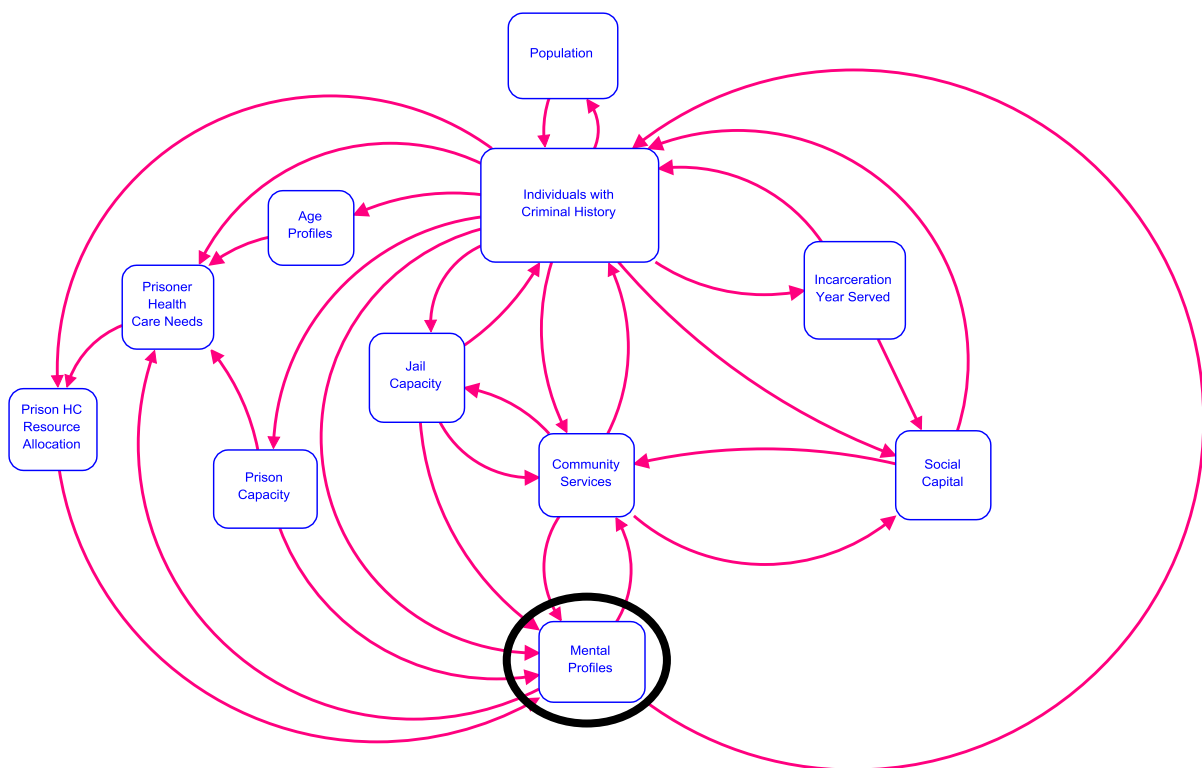 Population
Individuals with
Criminal History
Age
Profiles
Incarceration
Year Served
Prisoner
Health
Care Needs
Jail
Capacity
Prison HC
Resource
Allocation
Prison
Capacity
Community
Services
Social
Capital
Mental
Profiles